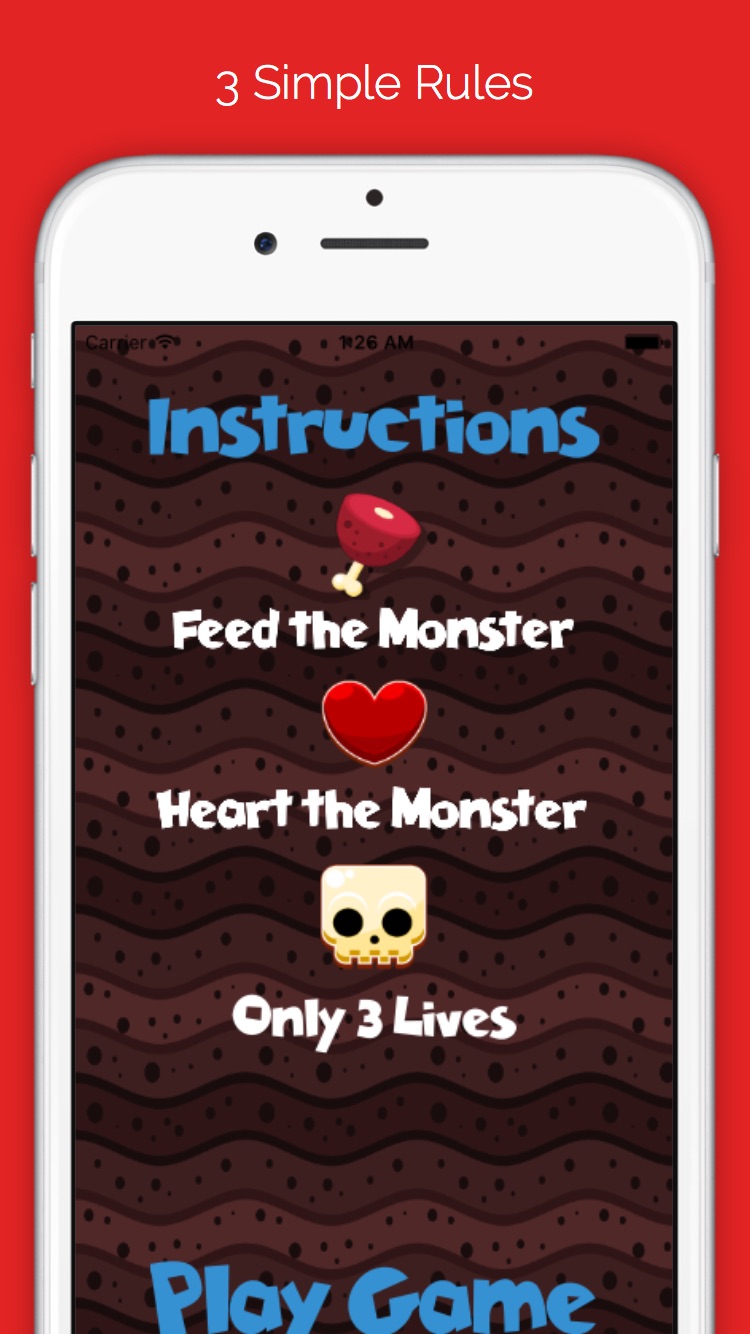 3 Simple Rules
Carrier 1:26 AM
Instructions
Feed the Monster
Heart the Monster
Only 3 Lives
Play Game